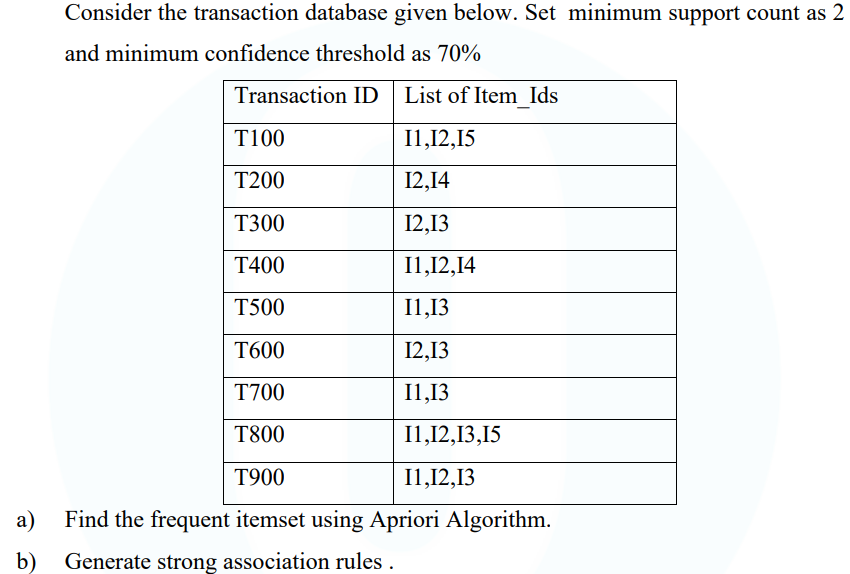 Consider the transaction database given below. Set minimum support count as 2
and minimum confidence threshold as 70%
Transaction ID List of Item_Ids
T100 I1,I2,I5
T200 I2,I4
T300 I2,I3
T400 I1,I2,I4
T500 I1,I3
T600 I2,I3
T700 I1,I3
T800 I1,I2,I3,I5
T900 I1,I2,I3
a) Find the frequent itemset using Apriori Algorithm.
b) Generate strong association rules .